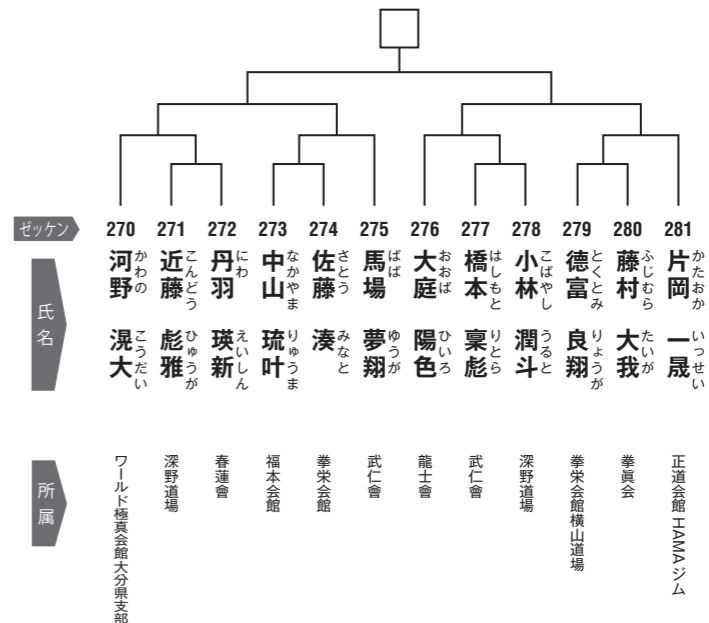 ゼッケン 270 271 272 273 274 275 276 277 278 279 280 281
氏名
河野 滉大
かわの こうだい
近藤 彪雅
こんどう ひゅうが
丹羽 瑛新
にわ えいしん
中山 琉叶
なかやま りゅうま
佐藤 湊
さとう みなと
馬場 夢翔
ばば ゆうが
大庭 陽色
おおば ひいろ
橋本 稟彪
はしもと りとら
小林 潤斗
こばやし うると
德富 良翔
とくとみ りょうが
藤村 大我
ふじむら たいが
片岡 一晟
かたおか いっせい
所属
ワールド極真会館大分県支部
深野道場
春蓮會
福本会館
拳栄会館
武仁會
龍士會
武仁會
深野道場
拳栄会館横山道場
拳眞会
正道会館 HAMA ジム